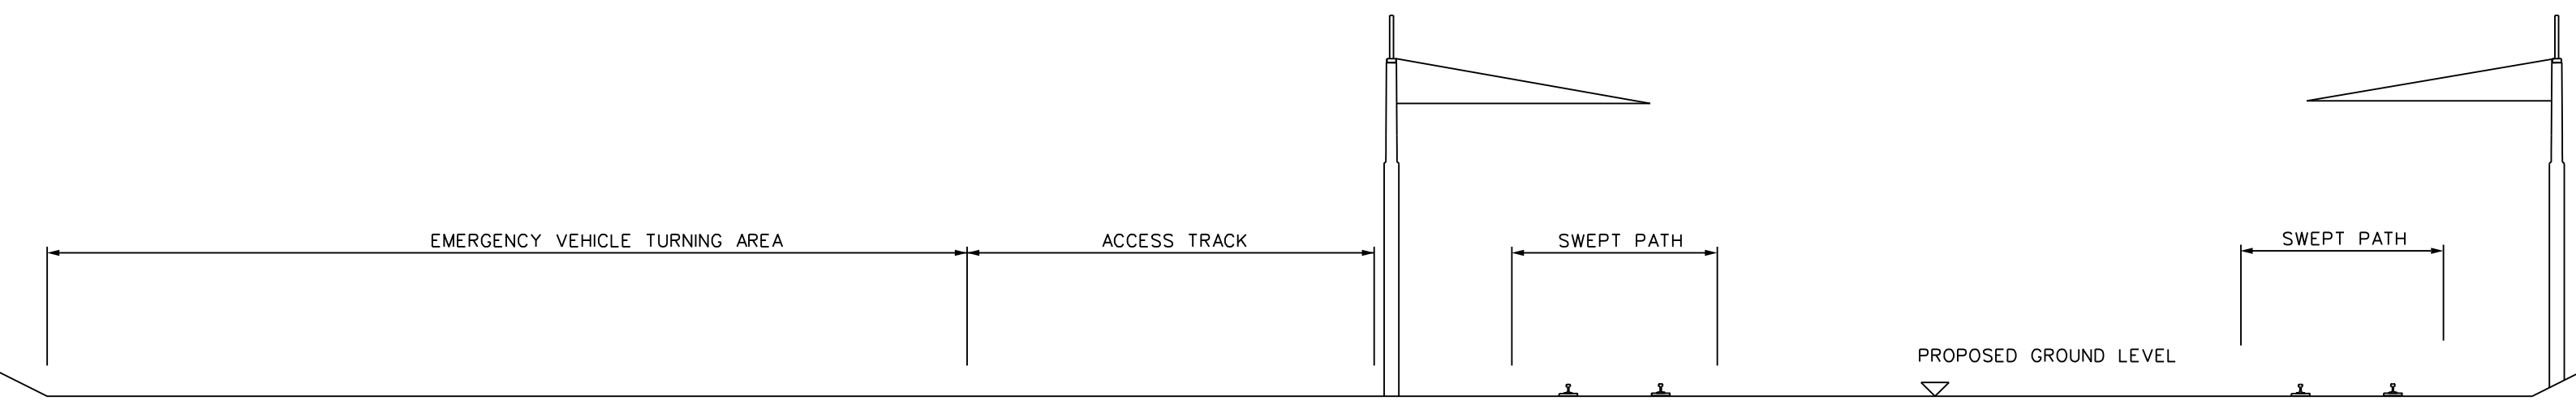 EMERGENCY VEHICLE TURNING AREA
ACCESS TRACK
SWEPT PATH
SWEPT PATH
PROPOSED GROUND LEVEL